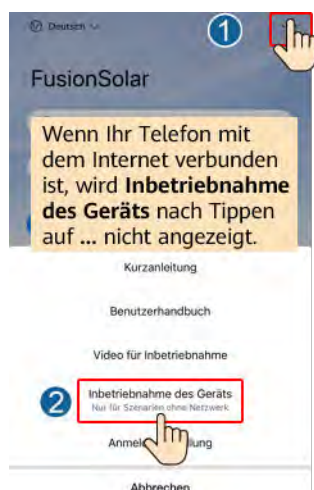 Deutsch
1
FusionSolar
Wenn Ihr Telefon mit
dem Internet verbunden
ist, wird Inbetriebnahme
des Geräts nach Tippen
auf ... nicht angezeigt.
Kurzanleitung
Benutzerhandbuch
Video für Inbetriebnahme
2
Inbetriebnahme des Geräts
Nur für Szenarien ohne Netzwerk
Abbrechen